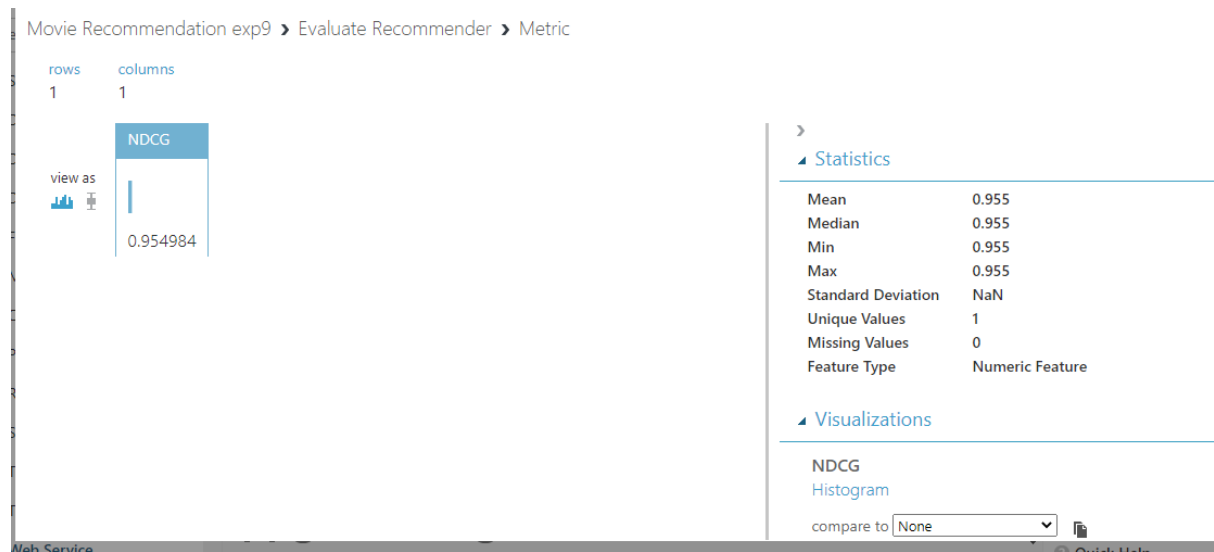 Movie Recommendation exp9 › Evaluate Recommender › Metric
rows columns
1 1
NDCG
view as
0.954984
Statistics
Mean 0.955
Median 0.955
Min 0.955
Max 0.955
Standard Deviation NaN
Unique Values 1
Missing Values 0
Feature Type Numeric Feature
Visualizations
NDCG
Histogram
compare to None
Web Service
Quick Help